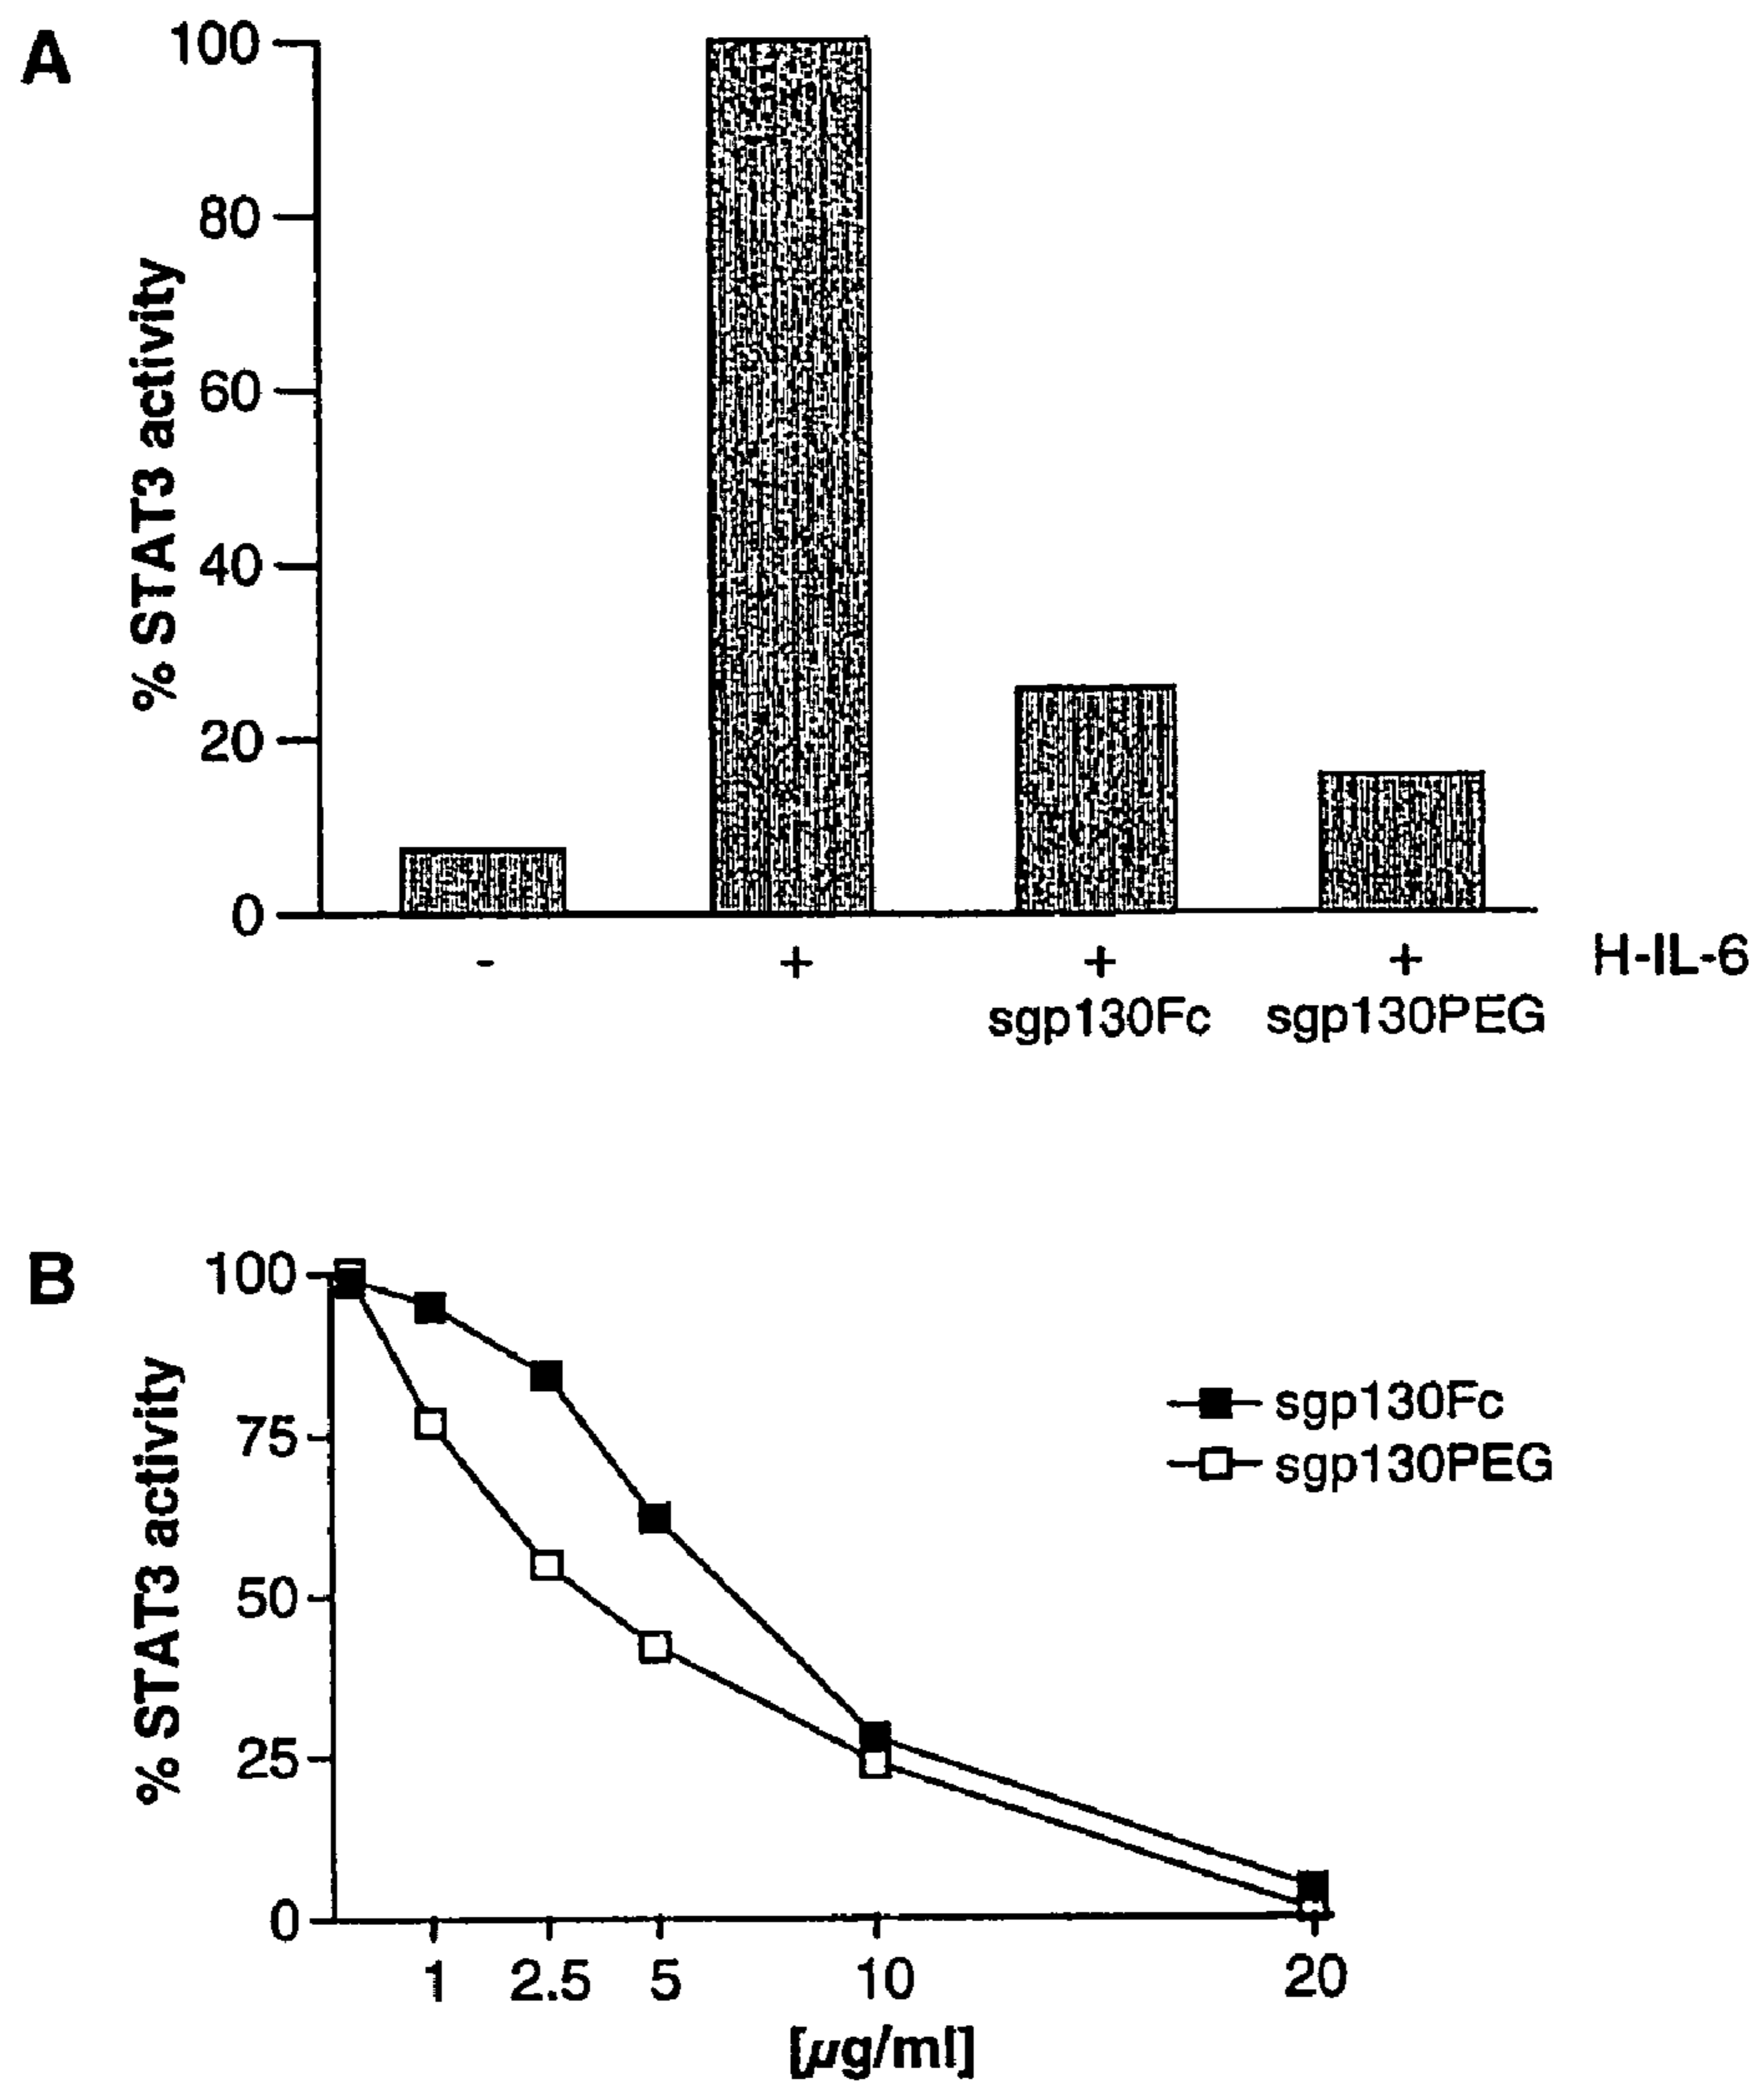 A
100
80
60
40
20
0
% STAT3 activity
- + + + H-IL-6
sgp130Fc sgp130PEG
B
100
75
50
25
0
% STAT3 activity
sgp130Fc
sgp130PEG
1 2.5 5 10 20
[µg/ml]